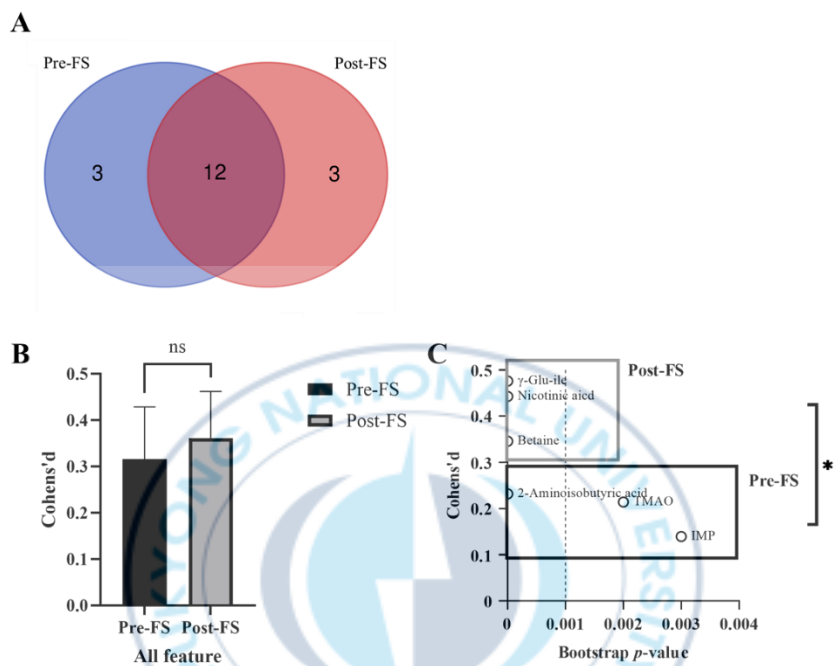 A
Pre-FS
Post-FS
3
12
3
B
ns
0.5
0.4
0.3
0.2
0.1
0.0
Cohens'd
Pre-FS
Post-FS
Pre-FS
Post-FS
All feature
C
Post-FS
0.5
0.4
0.3
0.2
0.1
0
Cohens'd
γ-Glu-ile
Nicotinic aicd
Betaine
Pre-FS
*
2-Aminoisobutyric acid
TMAO
IMP
0
0.001
0.002
0.003
0.004
Bootstrap p-value
UKYONG NATIONAL UNIVERSIT